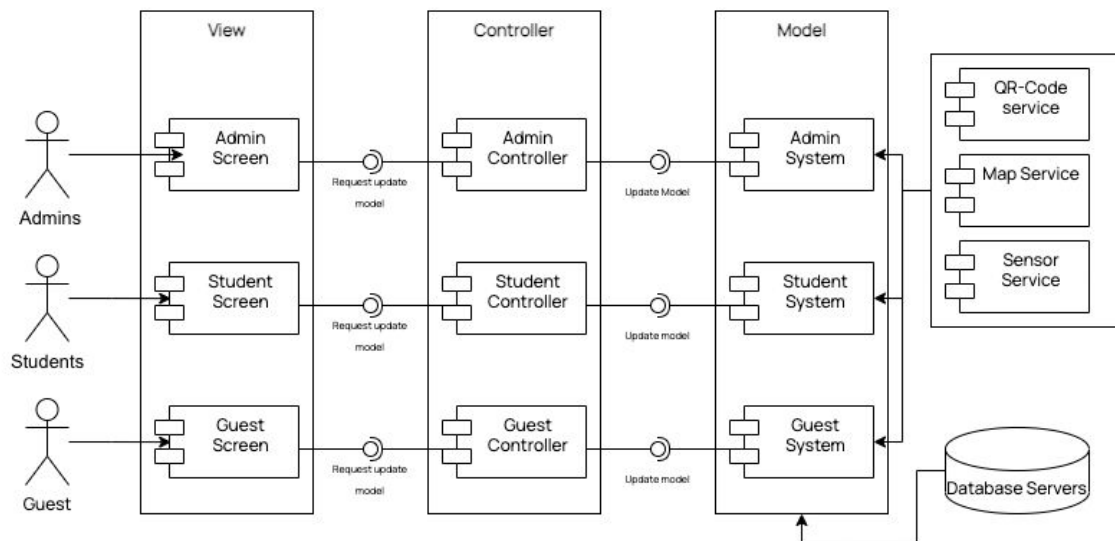 View
Controller
Model
QR-Code
service
Map Service
Sensor
Service
Admins
Admin
Screen
Request update
model
Admin
Controller
Update Model
Admin
System
Students
Student
Screen
Request update
model
Student
Controller
Update model
Student
System
Guest
Guest
Screen
Request update
model
Guest
Controller
Update model
Guest
System
Database Servers